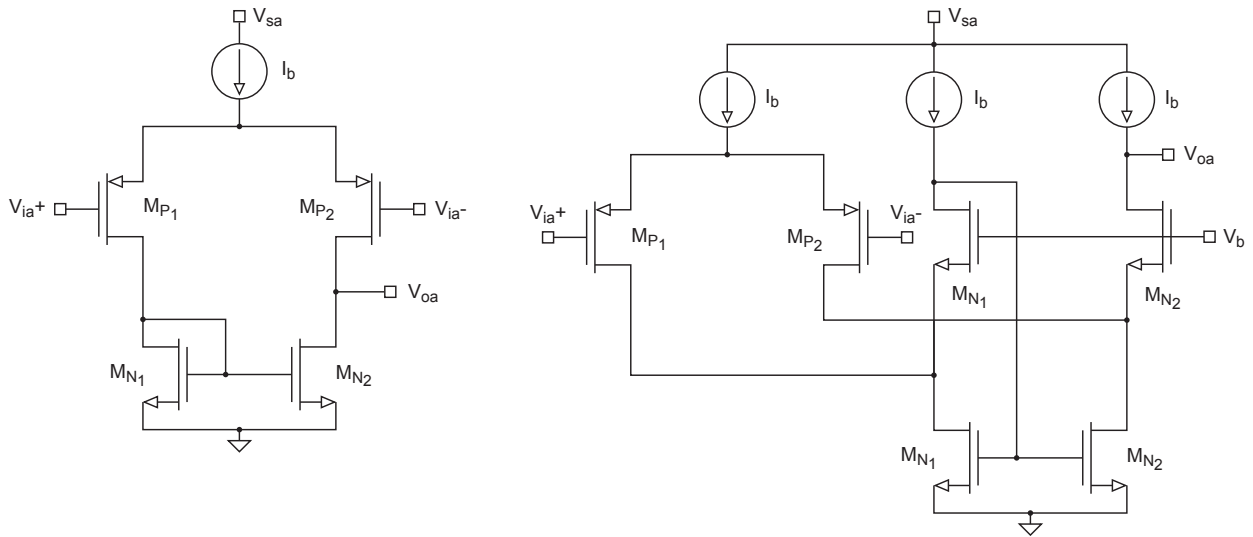 V_sa
I_b
V_ia+
M_P1
M_P2
V_ia-
V_oa
M_N1
M_N2
V_sa
I_b
I_b
I_b
V_oa
V_ia+
M_P1
M_P2
V_ia-
V_b
M_N1
M_N2
M_N1
M_N2